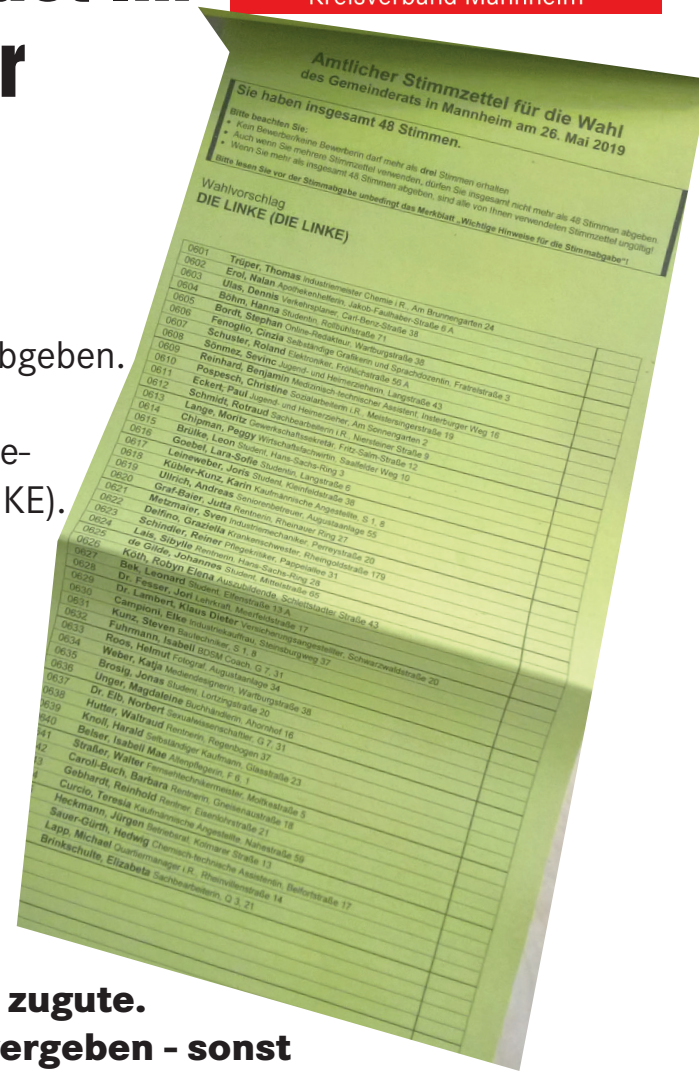 Kreisverband Mannheim
r
Amtlicher Stimmzettel für die Wahl
des Gemeinderats in Mannheim am 26. Mai 2019
Sie haben insgesamt 48 Stimmen.
Bitte beachten Sie:
• Kein Bewerber/keine Bewerberin darf mehr als drei Stimmen erhalten
• Auch wenn Sie mehrere Stimmzettel verwenden, dürfen Sie insgesamt nicht mehr als 48 Stimmen abgeben.
• Wenn Sie mehr als insgesamt 48 Stimmen abgeben, sind alle von Ihnen verwendeten Stimmzettel ungültig!
Bitte lesen Sie vor der Stimmabgabe unbedingt das Merkblatt „Wichtige Hinweise für die Stimmabgabe"!
Wahlvorschlag
DIE LINKE (DIE LINKE)
0601 Trüper, Thomas Industriemeister Chemie i.R., Am Brunnengarten 24
0602 Erol, Nalan Apothekenhelferin, Jakob-Faulhaber-Straße 6 A
0603 Ulas, Dennis Verkehrsplaner, Carl-Benz-Straße 38
0604 Böhm, Hanna Studentin, Rottbühlstraße 71
0605 Bordt, Stephan Online-Redakteur, Wartburgstraße 38
0606 Fenoglio, Cinzia Selbständige Grafikerin und Sprachdozentin, Fratrelstraße 3
0607 Schuster, Roland Elektroniker, Fröhlichstraße 50 A
0608 Sönmez, Sevinc Jugend- und Heimerzieherin, Langstraße 43
0609 Reinhard, Benjamin Medizinisch-technischer Assistent, Insterburger Weg 16
0610 Pospesch, Christine Sozialarbeiterin i.R., Meistersingerstraße 19
0611 Eckert, Paul Jugend- und Heimerzieher, Am Sonnengarten 2
0612 Schmidt, Rotraud Sachbearbeiterin i.R., Niersteiner Straße 9
0613 Lange, Moritz Gewerkschaftssekretär, Fritz-Salm-Straße 12
0614 Chipman, Peggy Wirtschaftsfachwirtin, Saalfelder Weg 10
0615 Brülke, Leon Student, Hans-Sachs-Ring 3
0616 Goebel, Lara-Sofie Studentin, Langstraße 6
0617 Leineweber, Joris Student, Kleinfeldstraße 38
0618 Kübler-Kunz, Karin Kaufmännische Angestellte, S 1, 8
0619 Ullrich, Andreas Seniorenbetreuer, Augustaanlage 55
0620 Graf-Baier, Jutta Rentnerin, Rheinauer Ring 27
0621 Metzmaier, Sven Industriemechaniker, Perreystraße 20
0622 Delfino, Graziella Krankenschwester, Rheingoldstraße 179
0623 Schindler, Reiner Pflegekritiker, Pappelallee 31
0624 Lais, Sibylle Rentnerin, Hans-Sachs-Ring 28
0625 de Gilde, Johannes Student, Mittelstraße 65
0626 Köth, Robyn Elena Auszubildende, Schlettstadter Straße 43
0627 Bek, Leonard Student, Elfenstraße 13 A
0628 Dr. Fesser, Jori Lehrkraft, Meerfeldstraße 17
0629 Dr. Lambert, Klaus Dieter Versicherungsangestellter, Schwarzwaldstraße 20
0630 Campioni, Elke Industriekauffrau, Steinsburgweg 37
0631 Kunz, Steven Bautechniker, S 1, 8
0632 Fuhrmann, Isabell BDSM Coach, G 7, 31
0633 Roos, Helmut Fotograf, Augustaanlage 34
0634 Weber, Katja Mediendesignerin, Wartburgstraße 38
0635 Brosig, Jonas Student, Lortzingstraße 20
0636 Unger, Magdaleine Buchhändlerin, Ahornhof 16
0637 Dr. Elb, Norbert Sexualwissenschaftler, G 7, 31
0638 Hutter, Waltraud Rentnerin, Regenbogen 37
0639 Knoll, Harald Selbständiger Kaufmann, Glasstraße 23
640 Belser, Isabell Mae Altenpflegerin, F 6, 1
41 Straßer, Walter Fernsehtechnikermeister, Moltkestraße 5
42 Caroli-Buch, Barbara Rentnerin, Gneisenaustraße 18
3 Gebhardt, Reinhold Rentner, Eisenlohrstraße 21
Curcio, Teresia Kaufmännische Angestellte, Nahestraße 59
Heckmann, Jürgen Betriebsrat, Kolmarer Straße 13
Sauer-Gürth, Hedwig Chemisch-technische Assistentin, Belfortstraße 17
Lapp, Michael Quartiermanager i.R., Rheinvillenstraße 14
Brinkschulte, Elizabeta Sachbearbeiterin, Q 3, 21
bgeben.
e-
KE).
zugute.
ergeben - sonst